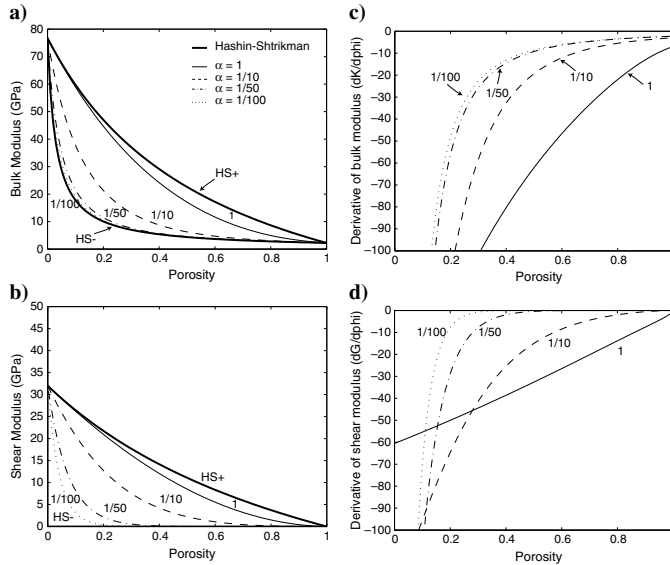 a)
Bulk Modulus (GPa)
80
70
60
50
40
30
20
10
0
0 0.2 0.4 0.6 0.8 1
Porosity
Hashin-Shtrikman
α = 1
α = 1/10
α = 1/50
α = 1/100
HS+
1/100
1/50
1/10
1
HS-
b)
Shear Modulus (GPa)
50
45
40
35
30
25
20
15
10
5
0
0 0.2 0.4 0.6 0.8 1
Porosity
HS+
1/100
1/50
1/10
1
HS-
c)
Derivative of bulk modulus (dK/dphi)
0
−10
−20
−30
−40
−50
−60
−70
−80
−90
−100
0 0.2 0.4 0.6 0.8
Porosity
1/100
1/50
1/10
1
d)
Derivative of shear modulus (dG/dphi)
0
−10
−20
−30
−40
−50
−60
−70
−80
−90
−100
0 0.2 0.4 0.6 0.8
Porosity
1/100
1/50
1/10
1